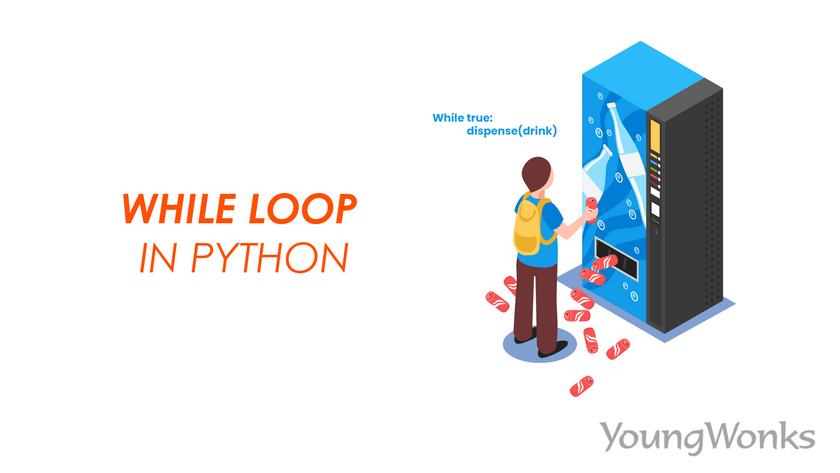 While true:
dispense(drink)
WHILE LOOP
IN PYTHON
YoungWonks